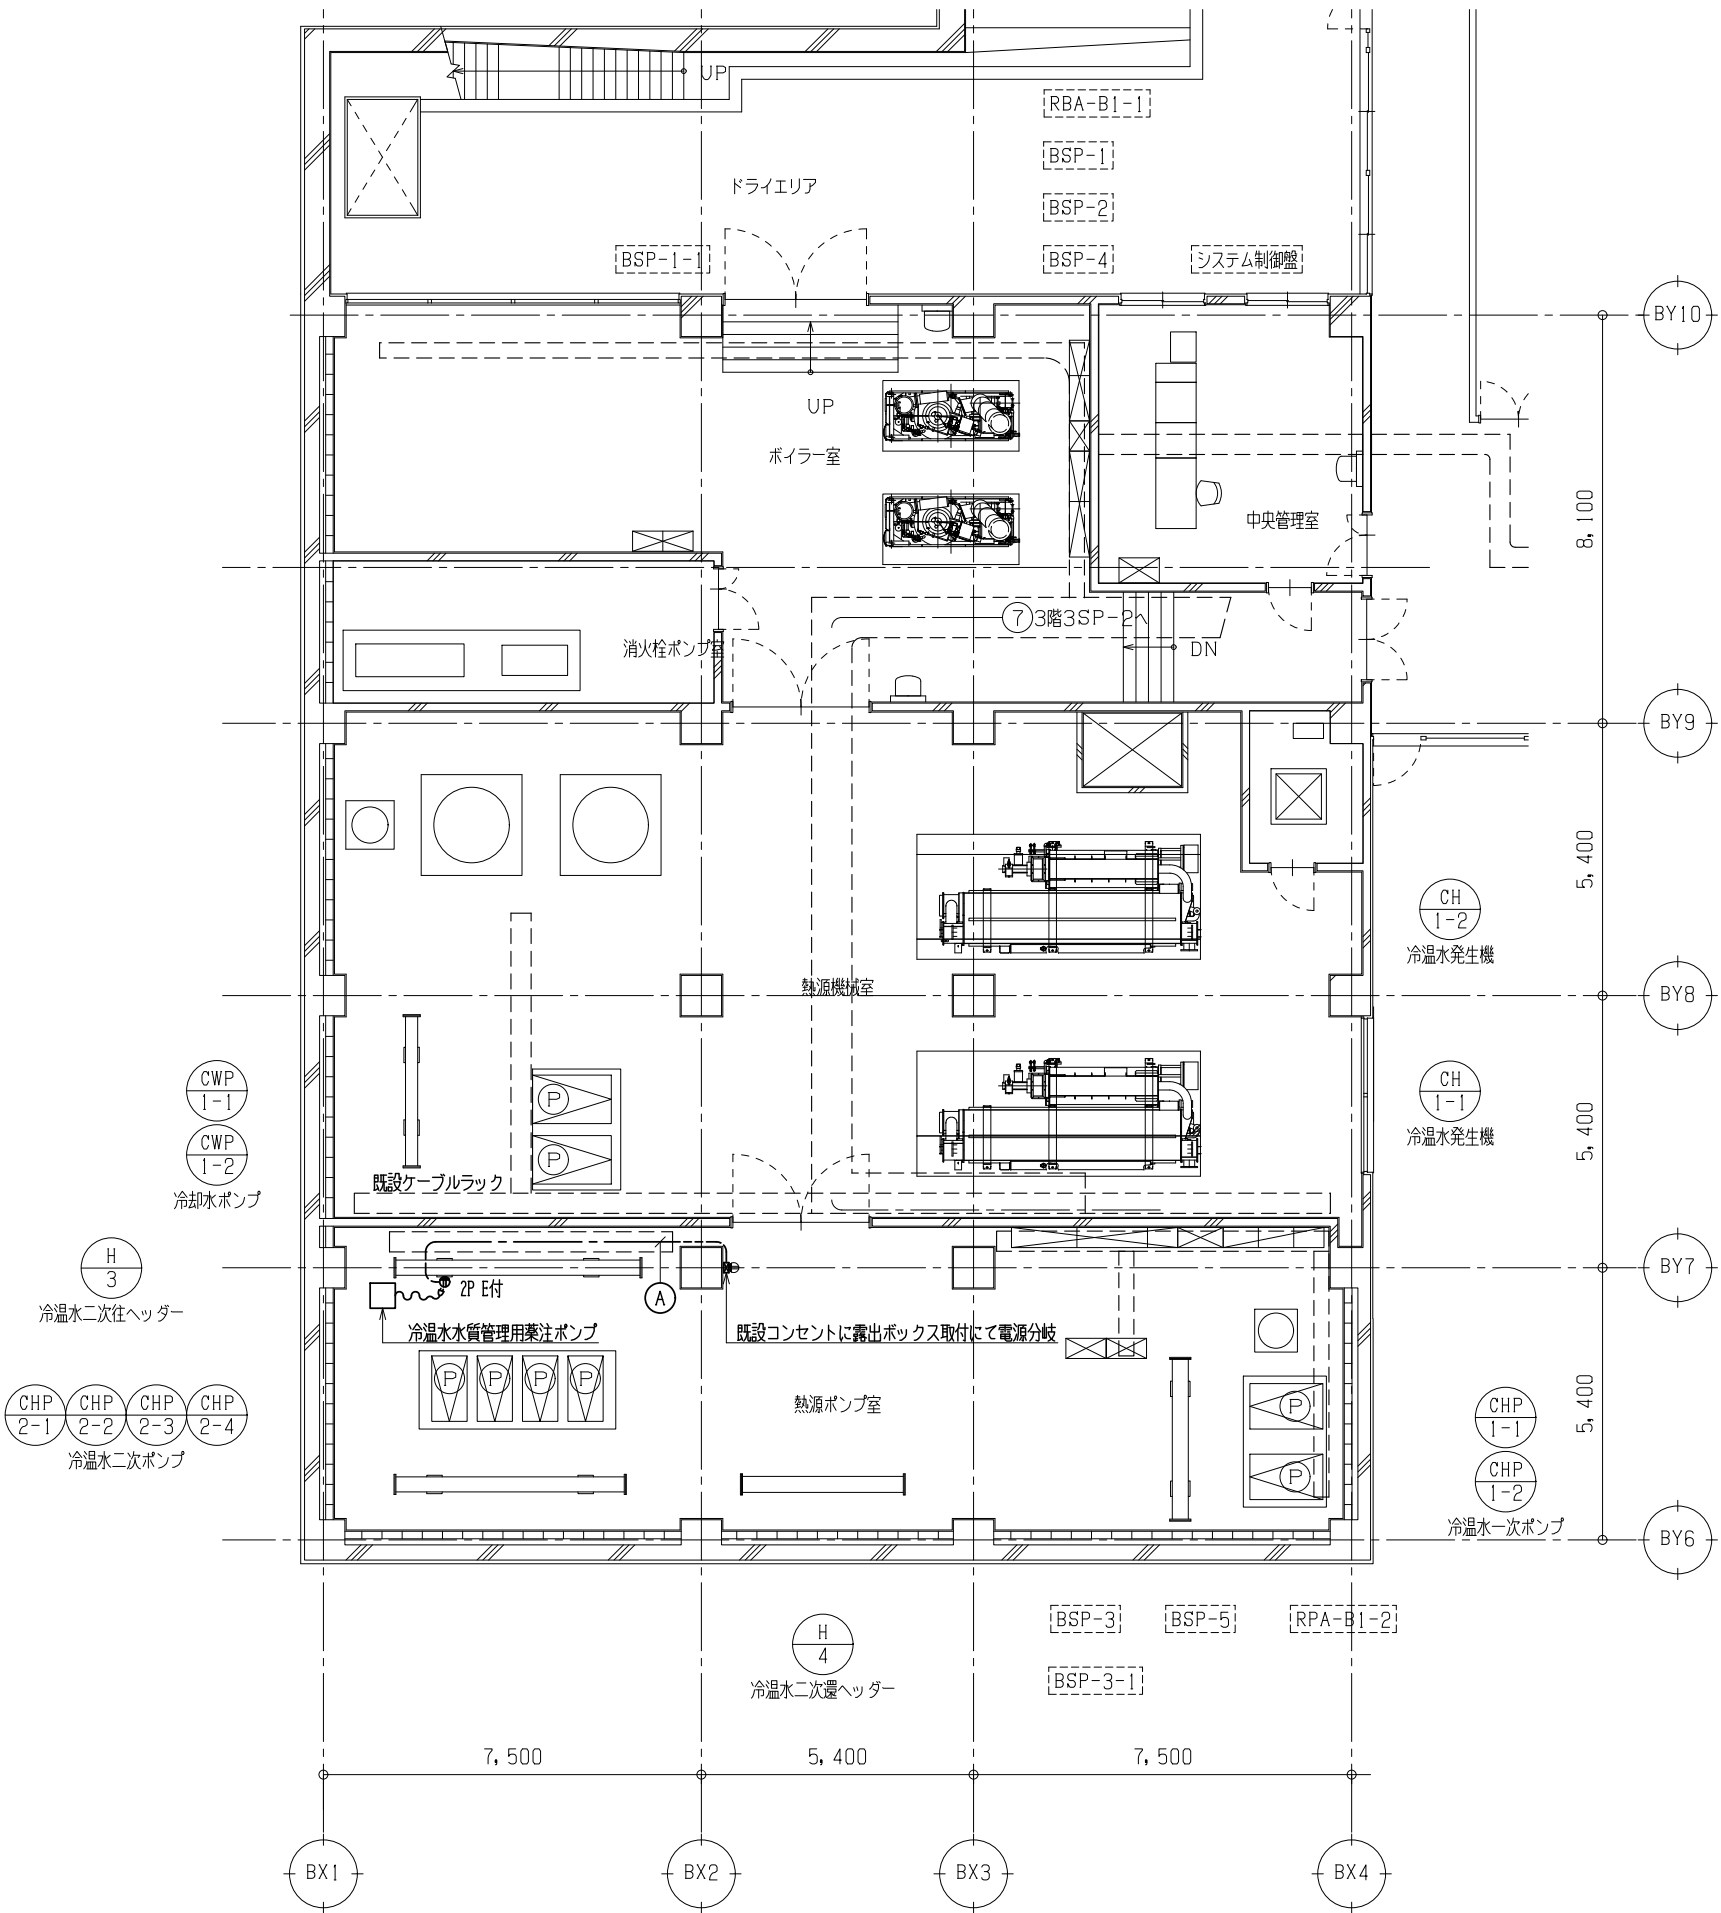 UP
RBA-B1-1
BSP-1
ドライエリア
BSP-2
BSP-1-1
BSP-4
システム制御盤
BY10
UP
ボイラー室
中央管理室
8,100
⑦3階3SP-2へ
消火栓ポンプ室
DN
BY9
5,400
CH
1-2
冷温水発生機
熱源機械室
BY8
CWP
1-1
CH
1-1
冷温水発生機
5,400
P
CWP
1-2
P
既設ケーブルラック
冷却水ポンプ
H
3
冷温水二次往ヘッダー
BY7
2P E付
A
冷温水水質管理用薬注ポンプ
既設コンセントに露出ボックス取付にて電源分岐
P P P P
熱源ポンプ室
P
5,400
CHP
2-1
CHP
2-2
CHP
2-3
CHP
2-4
冷温水二次ポンプ
CHP
1-1
P
CHP
1-2
冷温水一次ポンプ
BY6
BSP-3
BSP-5
RPA-B1-2
H
4
冷温水二次還ヘッダー
BSP-3-1
7,500
5,400
7,500
BX1
BX2
BX3
BX4